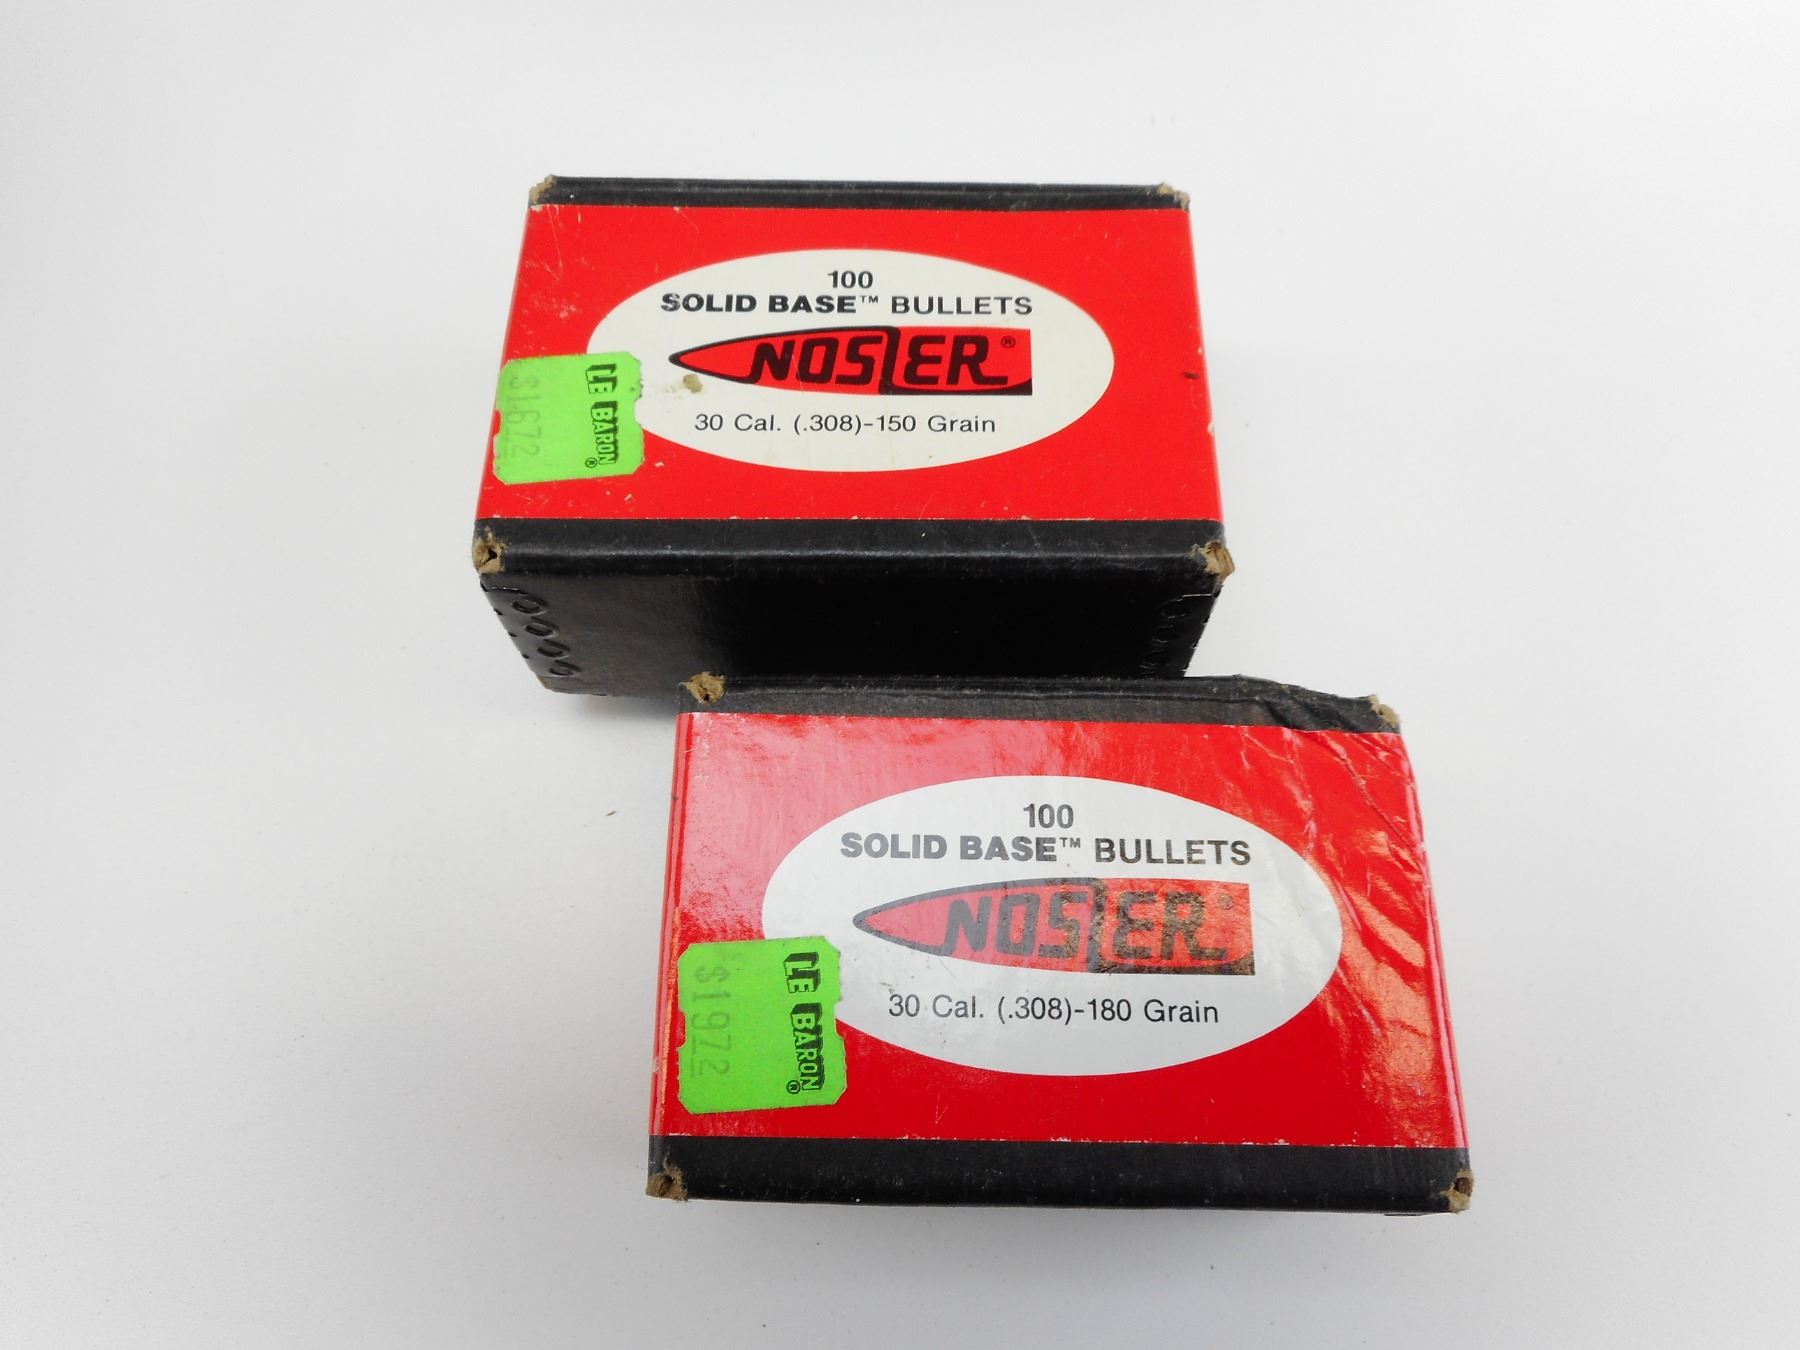 100
SOLID BASE™ BULLETS
NOSLER®
30 Cal. (.308)-150 Grain
LE BARON®
$1672
100
SOLID BASE™ BULLETS
NOSLER®
30 Cal. (.308)-180 Grain
LE BARON®
$1972